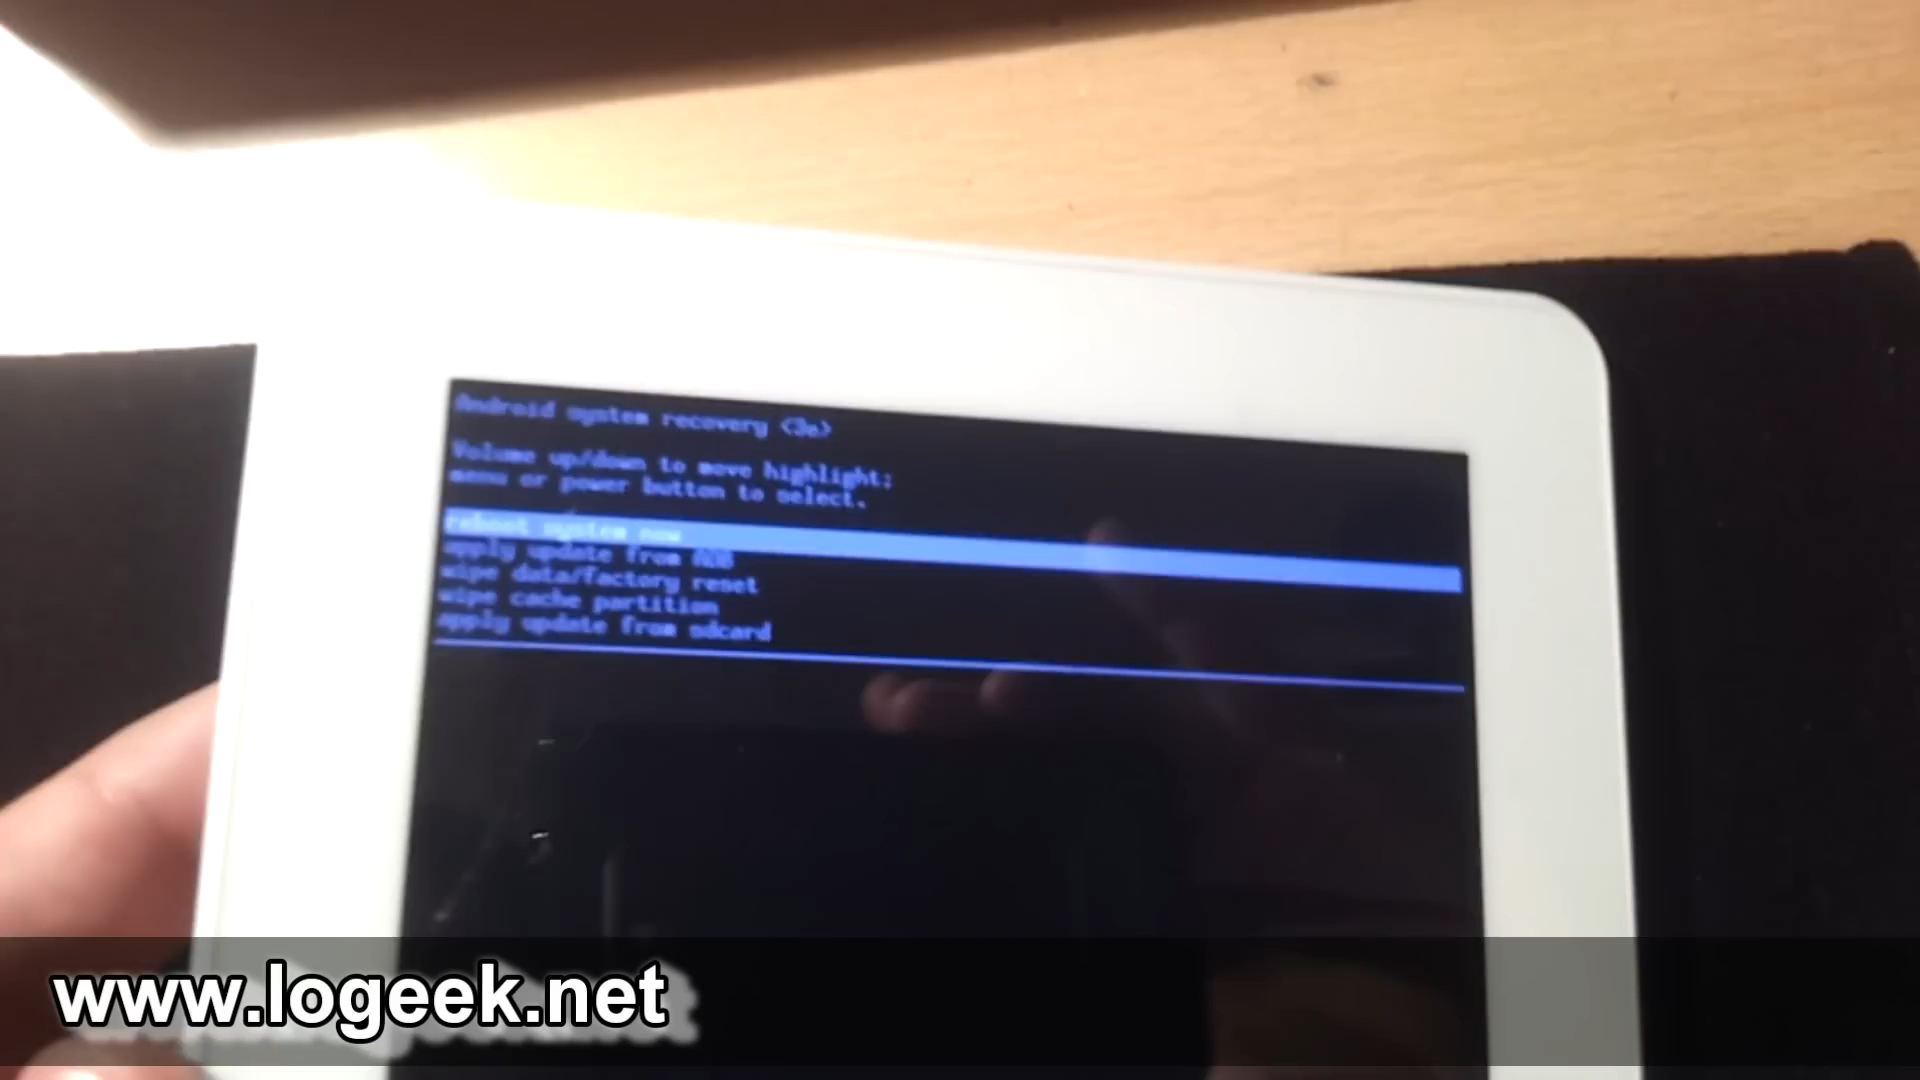 Android system recovery <3e>
Volume up/down to move highlight;
menu or power button to select.
reboot system now
apply update from ADB
wipe data/factory reset
wipe cache partition
apply update from sdcard
www.logeek.net